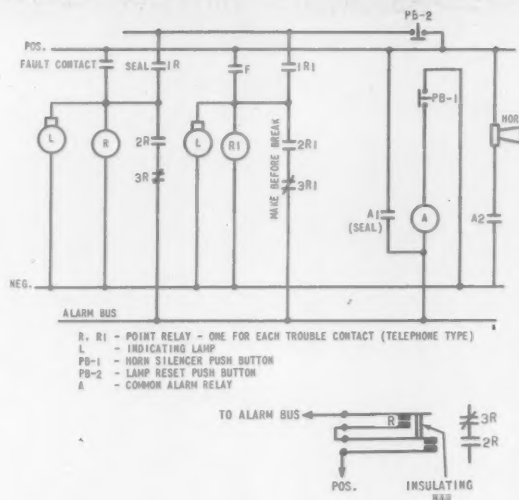 PB-2
POS.
FAULT CONTACT
SEAL
1R
F
1R1
PB-1
HORN
L
R
L
R1
2R
2R1
3R
3R1
MAKE BEFORE BREAK
A1
(SEAL)
A
A2
NEG.
ALARM BUS
R, R1 - POINT RELAY - ONE FOR EACH TROUBLE CONTACT (TELEPHONE TYPE)
L - INDICATING LAMP
PB-1 - HORN SILENCER PUSH BUTTON
PB-2 - LAMP RESET PUSH BUTTON
A - COMMON ALARM RELAY
TO ALARM BUS
R
3R
2R
POS.
INSULATING